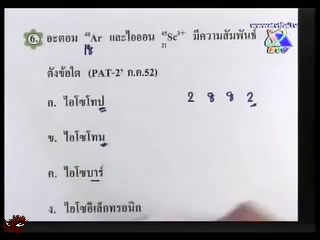 6. อะตอม ⁴⁰Ar และไอออน ⁴⁵₂₁Sc³⁺ มีความสัมพันธ์
18
ดังข้อใด (PAT-2' ก.ค.52)
ก. ไอโซโทป 2 8 8 2
ข. ไอโซโทน
ค. ไอโซบาร์
ง. ไอโซอิเล็กทรอนิก